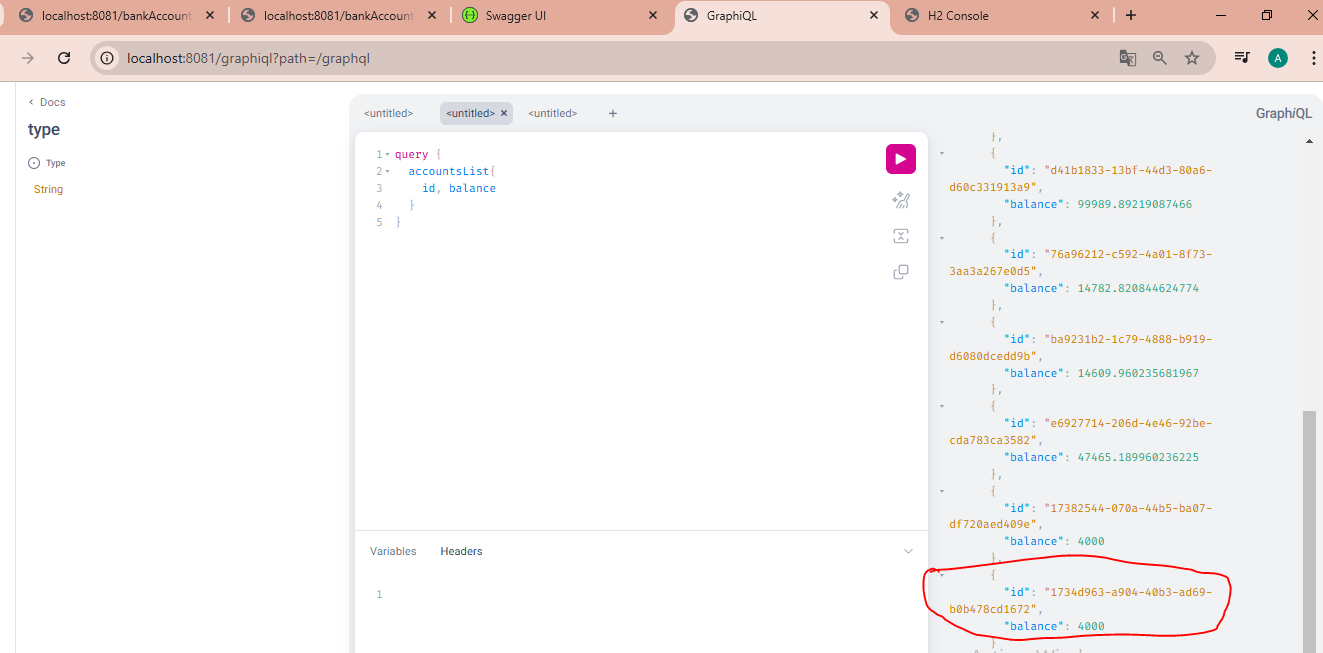 localhost:8081/bankAccount
localhost:8081/bankAccount
Swagger UI
GraphiQL
H2 Console
localhost:8081/graphiql?path=/graphql
A
Docs
type
Type
String
<untitled>
<untitled>
<untitled>
GraphiQL
1 query {
2 accountsList{
3 id, balance
4 }
5 }
Variables
Headers
1
},
{
"id": "d41b1833-13bf-44d3-80a6-
d60c331913a9",
"balance": 99989.89219087466
},
{
"id": "76a96212-c592-4a01-8f73-
3aa3a267e0d5",
"balance": 14782.820844624774
},
{
"id": "ba9231b2-1c79-4888-b919-
d6080dcedd9b",
"balance": 14609.960235681967
},
{
"id": "e6927714-206d-4e46-92be-
cda783ca3582",
"balance": 47465.189960236225
},
{
"id": "17382544-070a-44b5-ba07-
df720aed409e",
"balance": 4000
},
{
"id": "1734d963-a904-40b3-ad69-
b0b478cd1672",
"balance": 4000
}